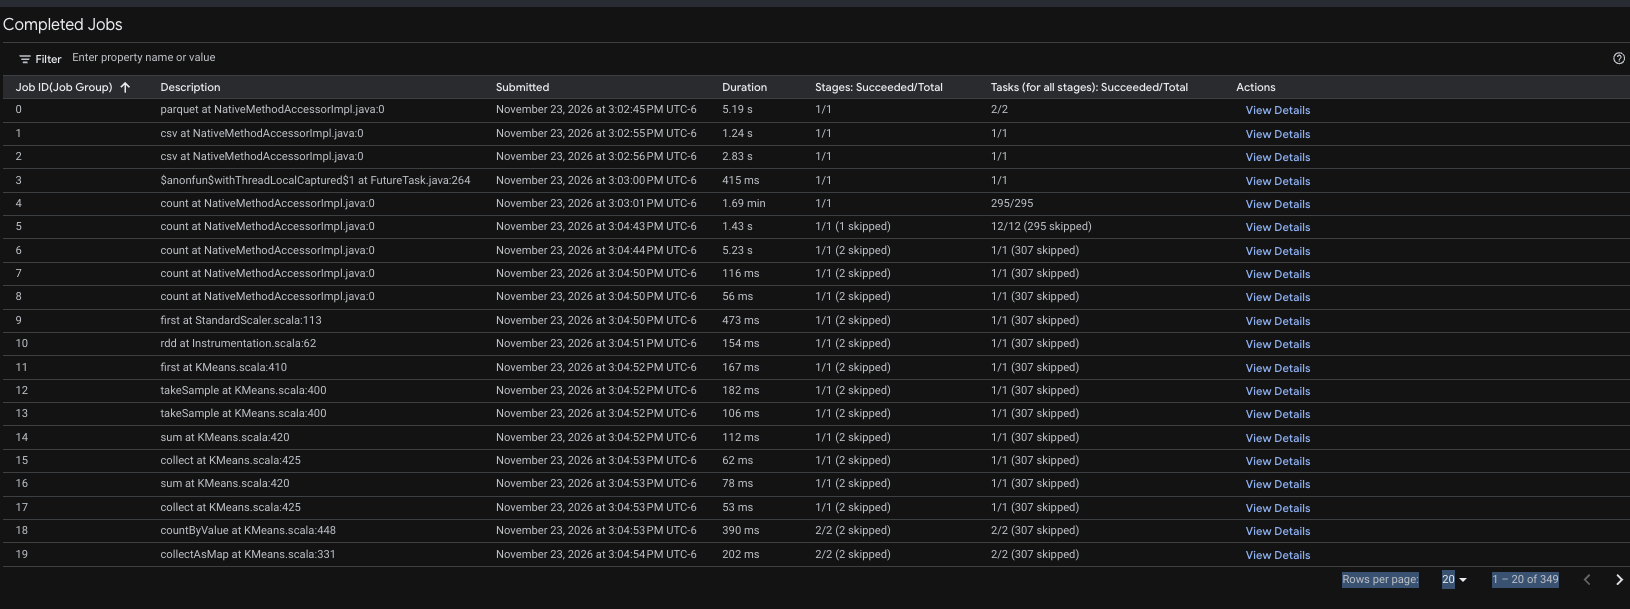 Completed Jobs
Filter Enter property name or value
Job ID(Job Group) Description Submitted Duration Stages: Succeeded/Total Tasks (for all stages): Succeeded/Total Actions
0 parquet at NativeMethodAccessorImpl.java:0 November 23, 2026 at 3:02:45 PM UTC-6 5.19 s 1/1 2/2 View Details
1 csv at NativeMethodAccessorImpl.java:0 November 23, 2026 at 3:02:55 PM UTC-6 1.24 s 1/1 1/1 View Details
2 csv at NativeMethodAccessorImpl.java:0 November 23, 2026 at 3:02:56 PM UTC-6 2.83 s 1/1 1/1 View Details
3 $anonfun$withThreadLocalCaptured$1 at FutureTask.java:264 November 23, 2026 at 3:03:00 PM UTC-6 415 ms 1/1 1/1 View Details
4 count at NativeMethodAccessorImpl.java:0 November 23, 2026 at 3:03:01 PM UTC-6 1.69 min 1/1 295/295 View Details
5 count at NativeMethodAccessorImpl.java:0 November 23, 2026 at 3:04:43 PM UTC-6 1.43 s 1/1 (1 skipped) 12/12 (295 skipped) View Details
6 count at NativeMethodAccessorImpl.java:0 November 23, 2026 at 3:04:44 PM UTC-6 5.23 s 1/1 (2 skipped) 1/1 (307 skipped) View Details
7 count at NativeMethodAccessorImpl.java:0 November 23, 2026 at 3:04:50 PM UTC-6 116 ms 1/1 (2 skipped) 1/1 (307 skipped) View Details
8 count at NativeMethodAccessorImpl.java:0 November 23, 2026 at 3:04:50 PM UTC-6 56 ms 1/1 (2 skipped) 1/1 (307 skipped) View Details
9 first at StandardScaler.scala:113 November 23, 2026 at 3:04:50 PM UTC-6 473 ms 1/1 (2 skipped) 1/1 (307 skipped) View Details
10 rdd at Instrumentation.scala:62 November 23, 2026 at 3:04:51 PM UTC-6 154 ms 1/1 (2 skipped) 1/1 (307 skipped) View Details
11 first at KMeans.scala:410 November 23, 2026 at 3:04:52 PM UTC-6 167 ms 1/1 (2 skipped) 1/1 (307 skipped) View Details
12 takeSample at KMeans.scala:400 November 23, 2026 at 3:04:52 PM UTC-6 182 ms 1/1 (2 skipped) 1/1 (307 skipped) View Details
13 takeSample at KMeans.scala:400 November 23, 2026 at 3:04:52 PM UTC-6 106 ms 1/1 (2 skipped) 1/1 (307 skipped) View Details
14 sum at KMeans.scala:420 November 23, 2026 at 3:04:52 PM UTC-6 112 ms 1/1 (2 skipped) 1/1 (307 skipped) View Details
15 collect at KMeans.scala:425 November 23, 2026 at 3:04:53 PM UTC-6 62 ms 1/1 (2 skipped) 1/1 (307 skipped) View Details
16 sum at KMeans.scala:420 November 23, 2026 at 3:04:53 PM UTC-6 78 ms 1/1 (2 skipped) 1/1 (307 skipped) View Details
17 collect at KMeans.scala:425 November 23, 2026 at 3:04:53 PM UTC-6 53 ms 1/1 (2 skipped) 1/1 (307 skipped) View Details
18 countByValue at KMeans.scala:448 November 23, 2026 at 3:04:53 PM UTC-6 390 ms 2/2 (2 skipped) 2/2 (307 skipped) View Details
19 collectAsMap at KMeans.scala:331 November 23, 2026 at 3:04:54 PM UTC-6 202 ms 2/2 (2 skipped) 2/2 (307 skipped) View Details
Rows per page: 20 1 – 20 of 349